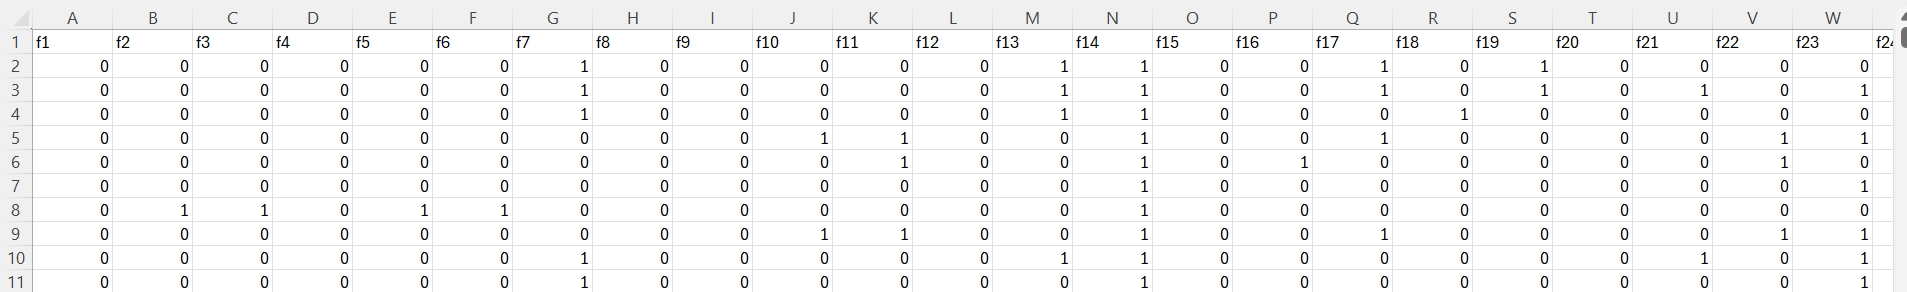 A B C D E F G H I J K L M N O P Q R S T U V W
1 f1 f2 f3 f4 f5 f6 f7 f8 f9 f10 f11 f12 f13 f14 f15 f16 f17 f18 f19 f20 f21 f22 f23 f24
2 0 0 0 0 0 0 1 0 0 0 0 0 1 1 0 0 1 0 1 0 0 0 0
3 0 0 0 0 0 0 1 0 0 0 0 0 1 1 0 0 1 0 1 0 1 0 1
4 0 0 0 0 0 0 1 0 0 0 0 0 1 1 0 0 0 1 0 0 0 0 0
5 0 0 0 0 0 0 0 0 0 1 1 0 0 1 0 0 1 0 0 0 0 1 1
6 0 0 0 0 0 0 0 0 0 0 1 0 0 1 0 1 0 0 0 0 0 1 0
7 0 0 0 0 0 0 0 0 0 0 0 0 0 1 0 0 0 0 0 0 0 0 1
8 0 1 1 0 1 1 0 0 0 0 0 0 0 1 0 0 0 0 0 0 0 0 0
9 0 0 0 0 0 0 0 0 0 1 1 0 0 1 0 0 1 0 0 0 0 1 1
10 0 0 0 0 0 0 1 0 0 0 0 0 1 1 0 0 0 0 0 0 1 0 1
11 0 0 0 0 0 0 1 0 0 0 0 0 0 1 0 0 0 0 0 0 0 0 1